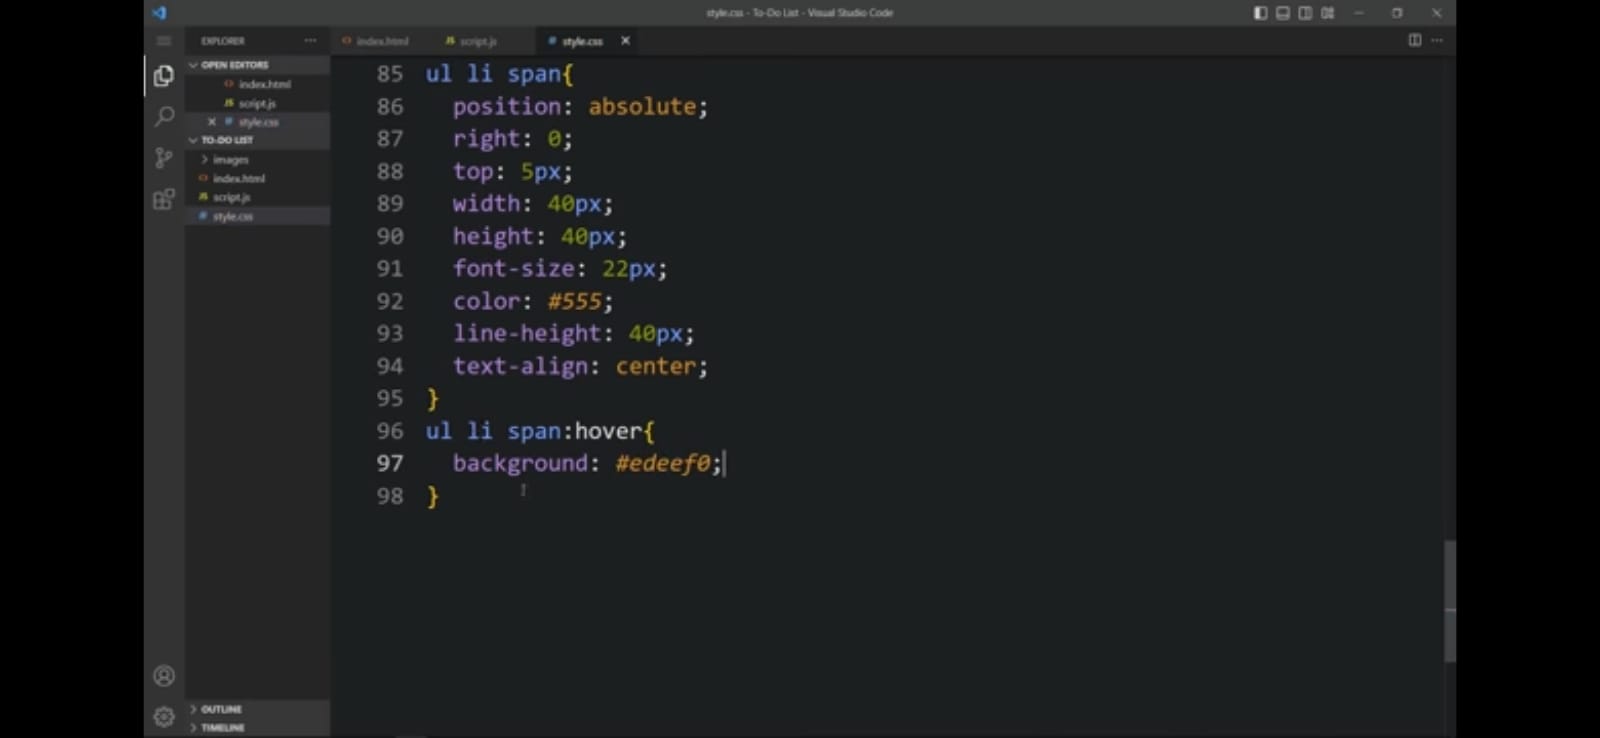 style.css - To-Do List - Visual Studio Code
EXPLORER
index.html
script.js
style.css
OPEN EDITORS
index.html
script.js
style.css
TO-DO LIST
images
index.html
script.js
style.css
OUTLINE
TIMELINE
85 ul li span{
86 position: absolute;
87 right: 0;
88 top: 5px;
89 width: 40px;
90 height: 40px;
91 font-size: 22px;
92 color: #555;
93 line-height: 40px;
94 text-align: center;
95 }
96 ul li span:hover{
97 background: #edeef0;
98 }